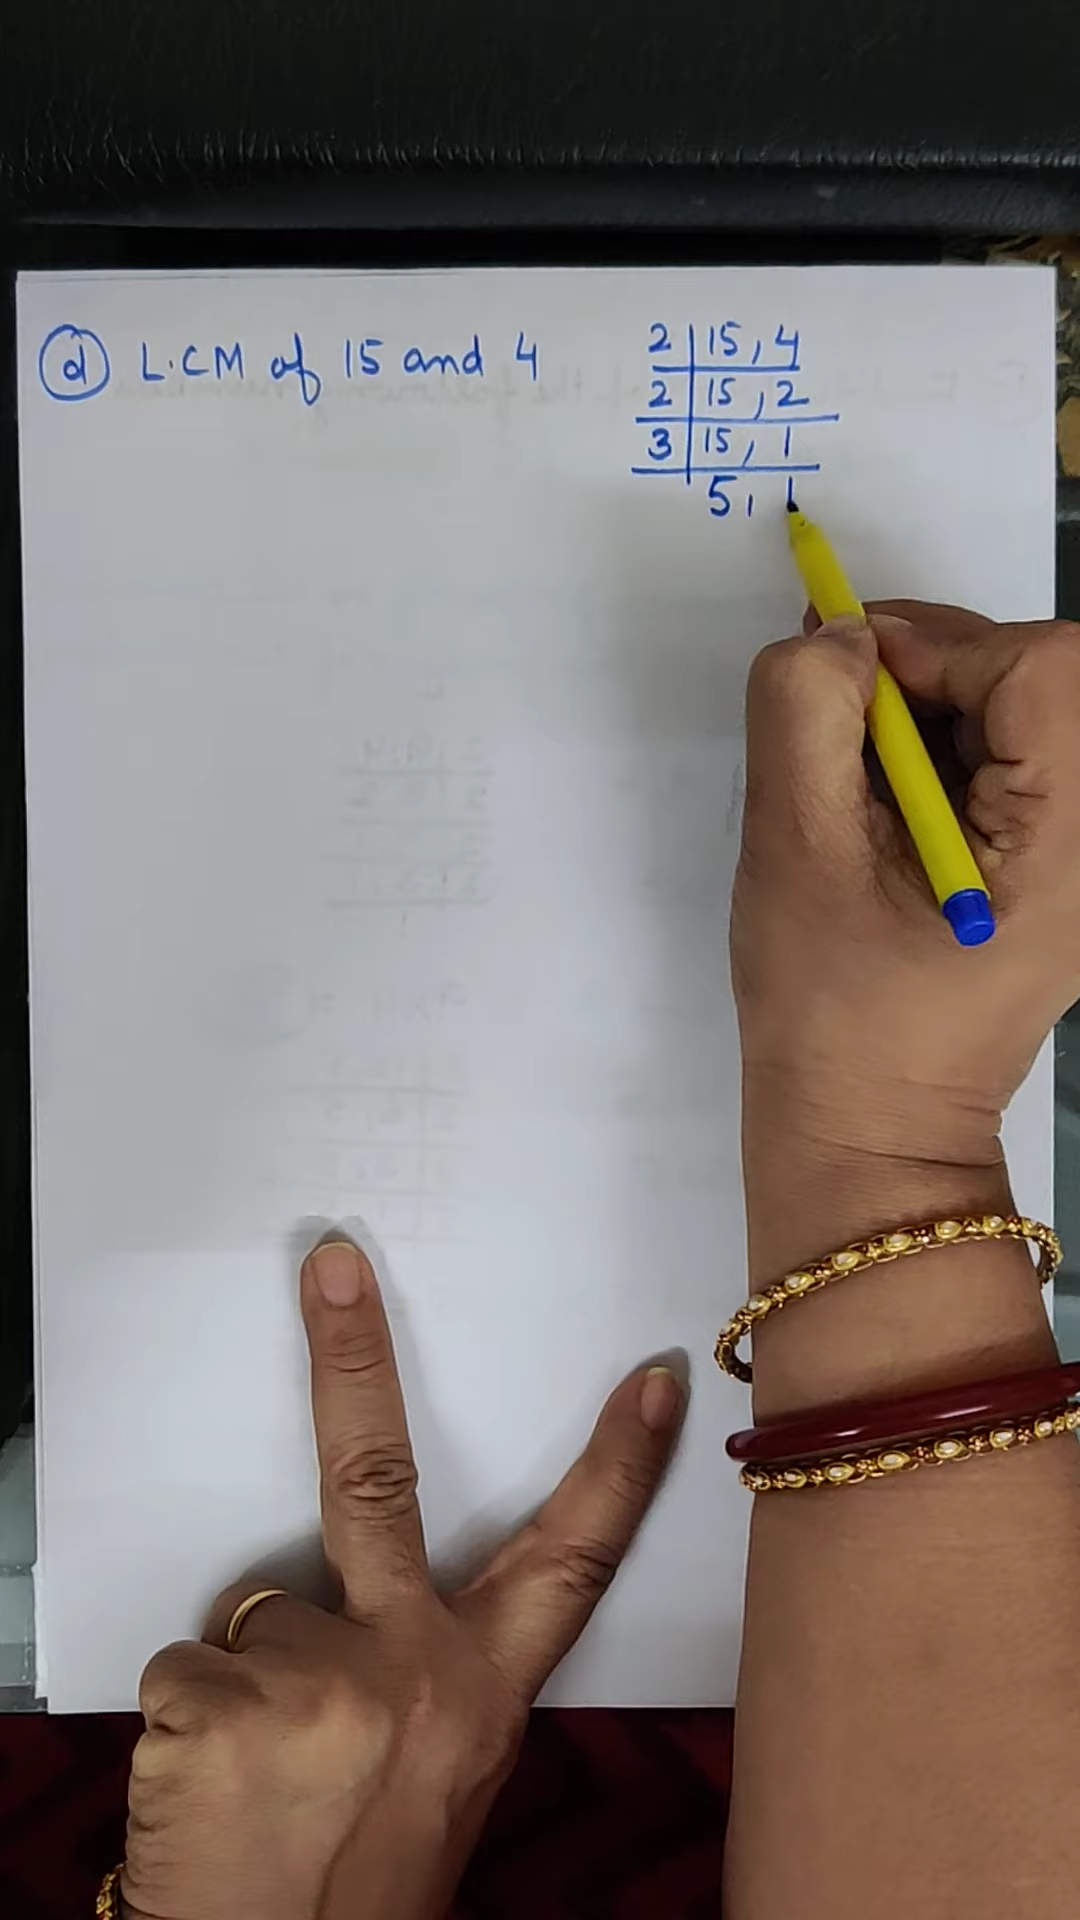 (d) L.CM of 15 and 4
2 | 15, 4
2 | 15, 2
3 | 15, 1
5, 1